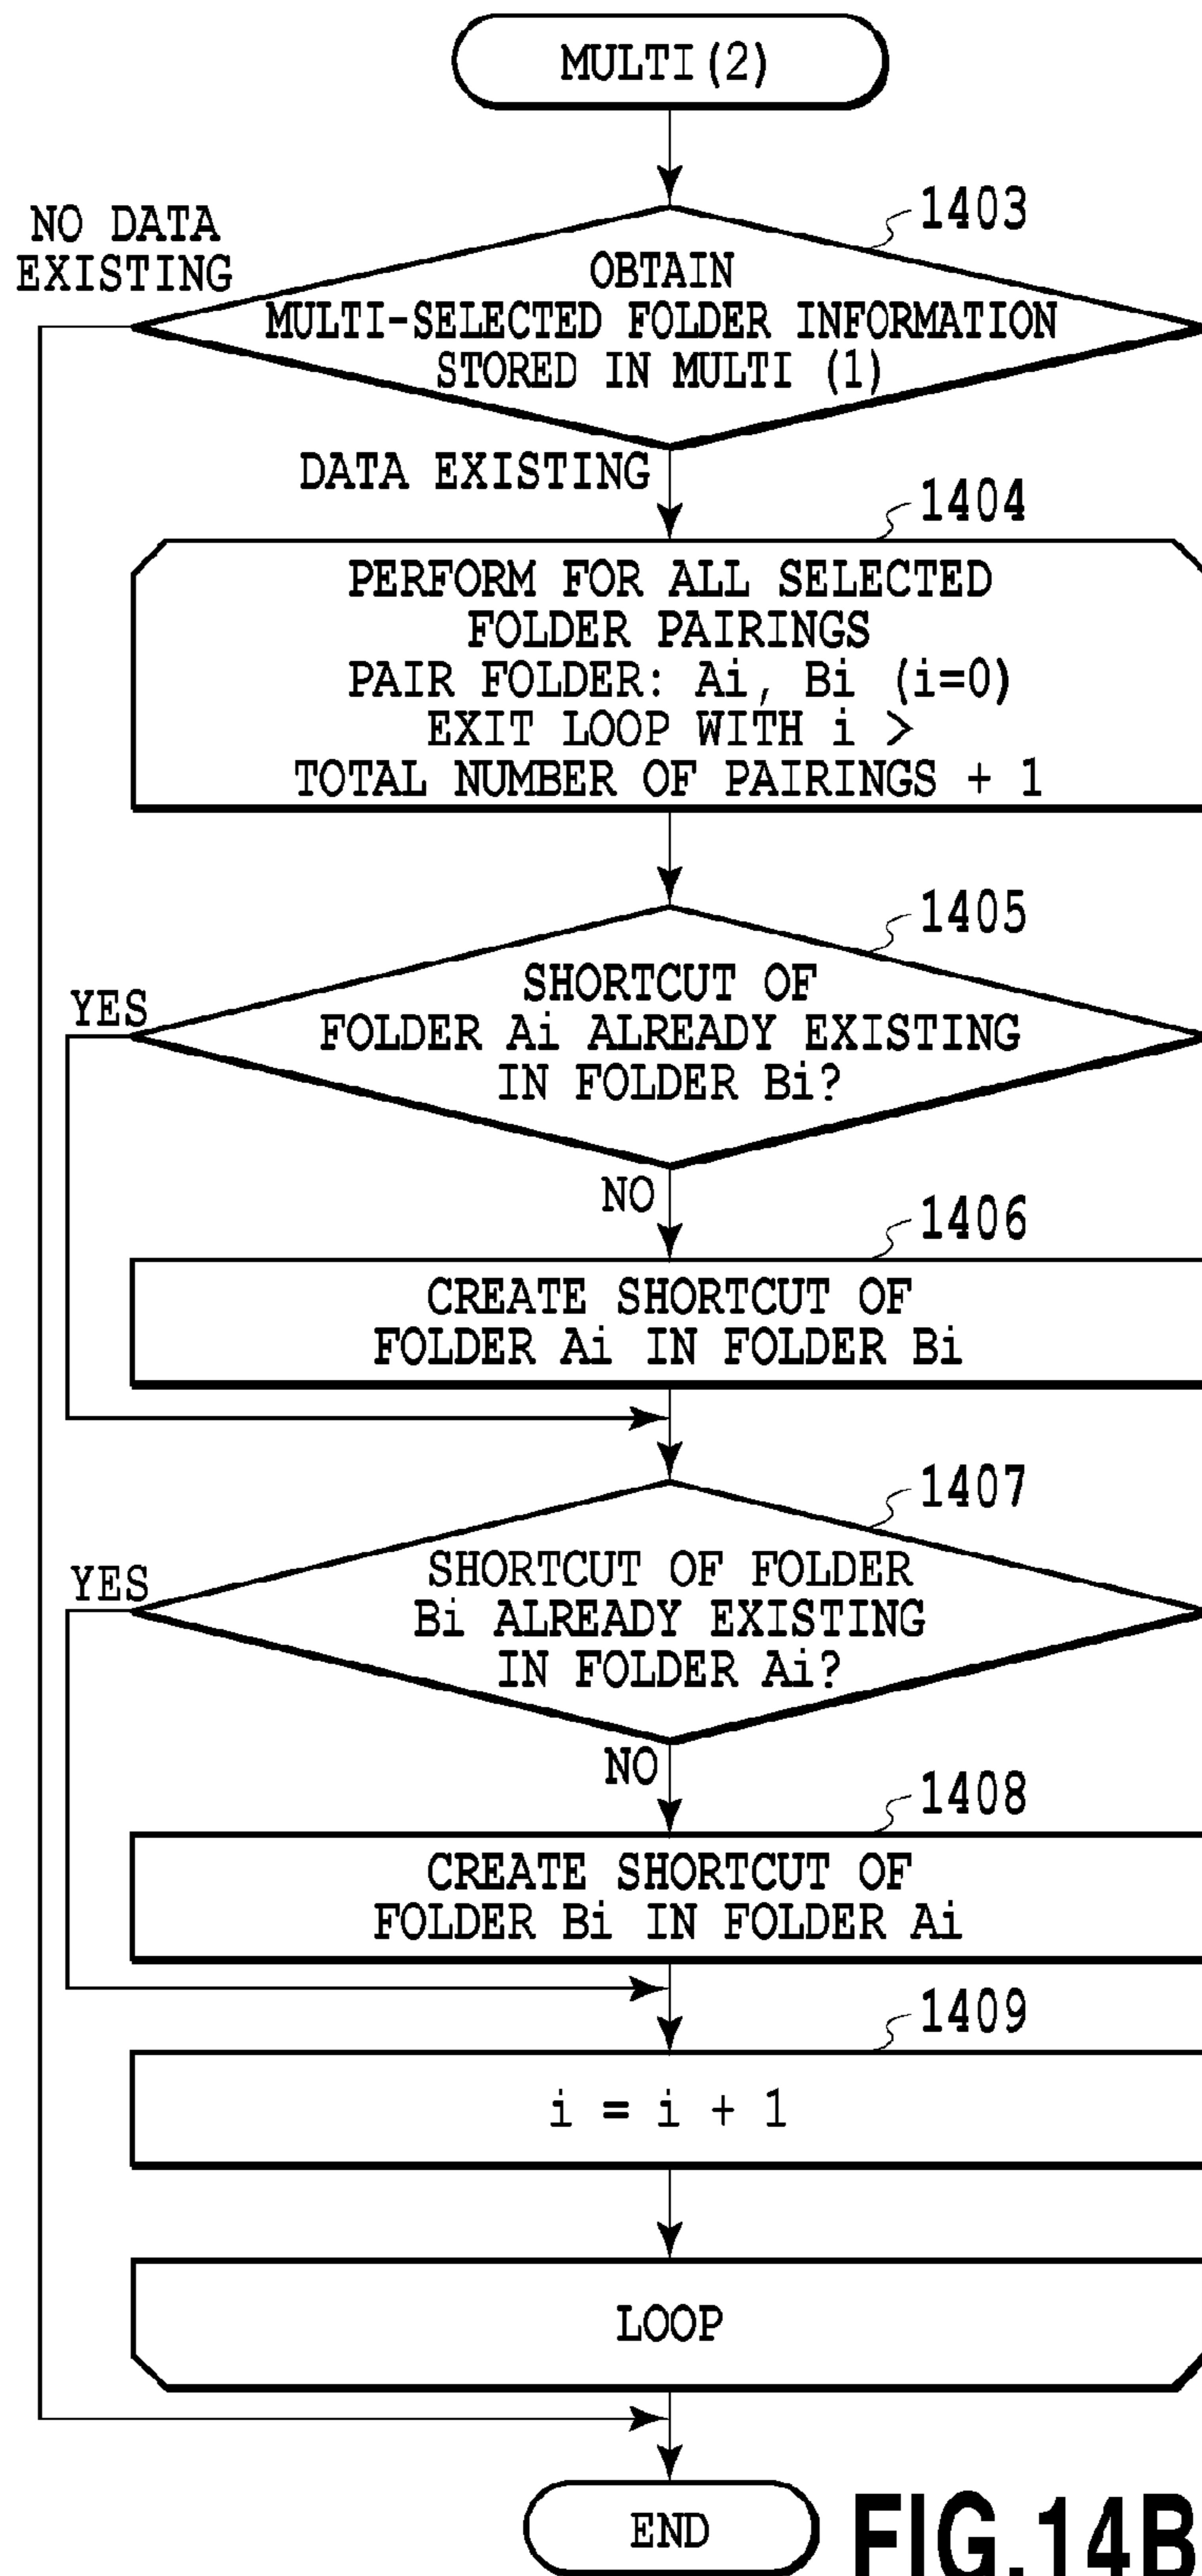 MULTI(2)
1403
NO DATA
EXISTING
OBTAIN
MULTI-SELECTED FOLDER INFORMATION
STORED IN MULTI (1)
DATA EXISTING
1404
PERFORM FOR ALL SELECTED
FOLDER PAIRINGS
PAIR FOLDER: Ai, Bi (i=0)
EXIT LOOP WITH i >
TOTAL NUMBER OF PAIRINGS + 1
1405
YES
SHORTCUT OF
FOLDER Ai ALREADY EXISTING
IN FOLDER Bi?
NO
1406
CREATE SHORTCUT OF
FOLDER Ai IN FOLDER Bi
1407
YES
SHORTCUT OF FOLDER
Bi ALREADY EXISTING
IN FOLDER Ai?
NO
1408
CREATE SHORTCUT OF
FOLDER Bi IN FOLDER Ai
1409
i = i + 1
LOOP
END
FIG.14B